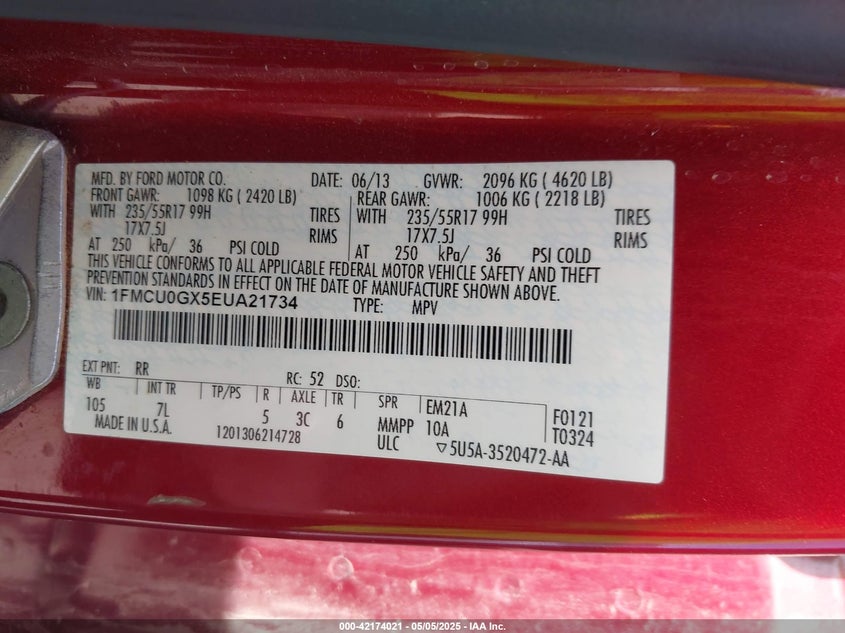 MFD. BY FORD MOTOR CO. DATE: 06/13 GVWR: 2096 KG ( 4620 LB)
FRONT GAWR: 1098 KG ( 2420 LB) REAR GAWR: 1006 KG ( 2218 LB)
WITH 235/55R17 99H TIRES WITH 235/55R17 99H TIRES
17X7.5J RIMS 17X7.5J RIMS
AT 250 kPa/ 36 PSI COLD AT 250 kPa/ 36 PSI COLD
THIS VEHICLE CONFORMS TO ALL APPLICABLE FEDERAL MOTOR VEHICLE SAFETY AND THEFT
PREVENTION STANDARDS IN EFFECT ON THE DATE OF MANUFACTURE SHOWN ABOVE.
VIN: 1FMCU0GX5EUA21734 TYPE: MPV
EXT PNT: RR RC: 52 DSO:
WB INT TR TP/PS R AXLE TR SPR EM21A F0121
105 7L 5 3C 6 MMPP 10A T0324
MADE IN U.S.A. 1201306214728 ULC ▽5U5A-3520472-AA
000-42174021 - 05/05/2025 - IAA Inc.